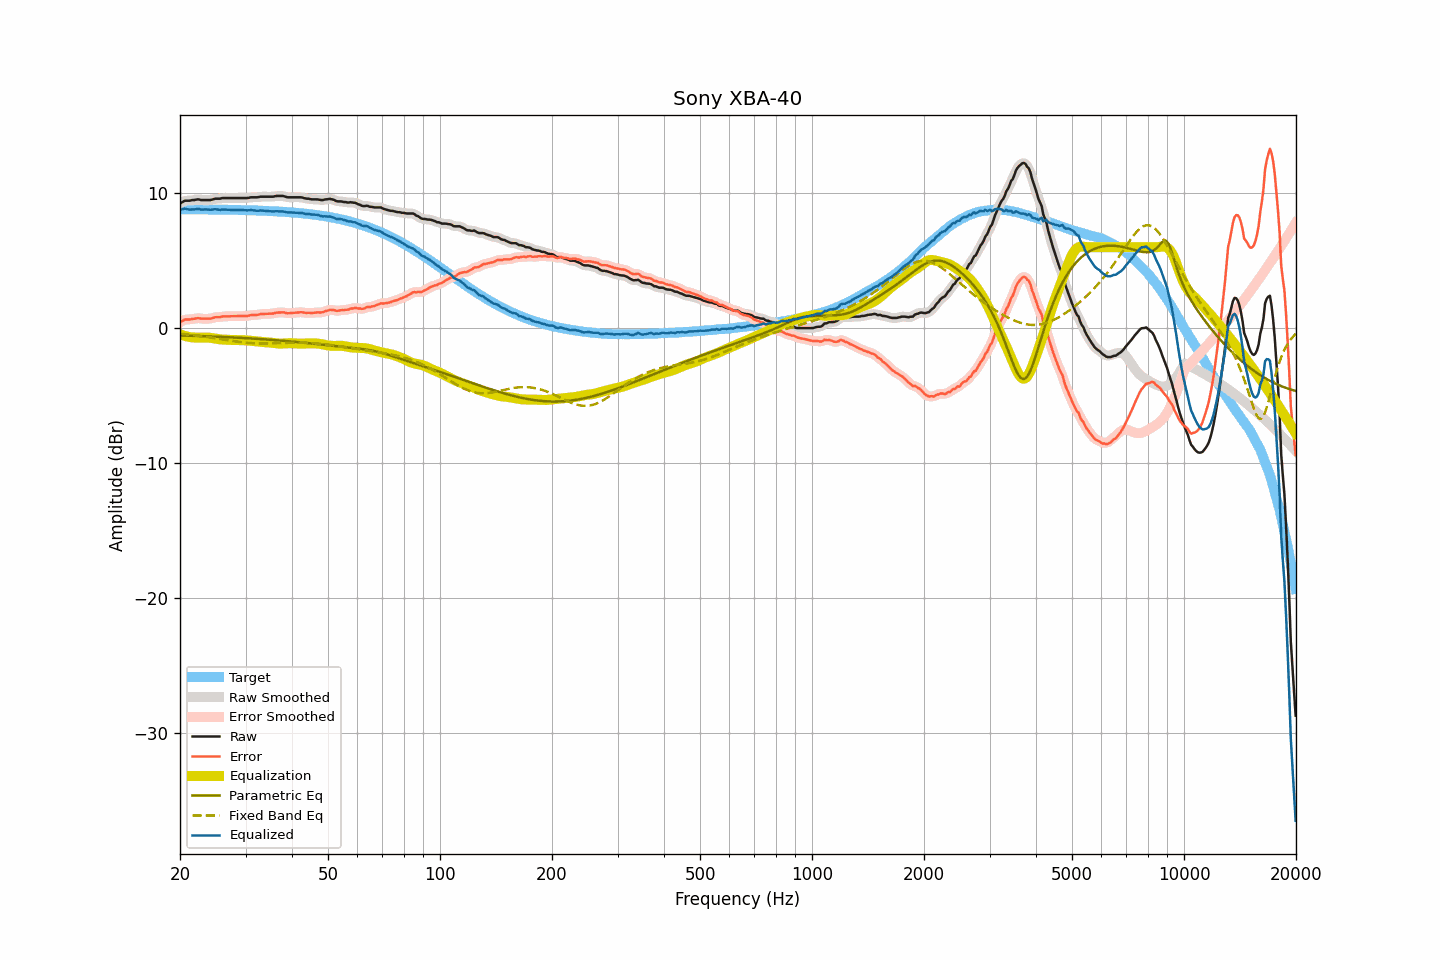 Sony XBA-40
Amplitude (dBr)
10
0
−10
−20
−30
Target
Raw Smoothed
Error Smoothed
Raw
Error
Equalization
Parametric Eq
Fixed Band Eq
Equalized
20 50 100 200 500 1000 2000 5000 10000 20000
Frequency (Hz)